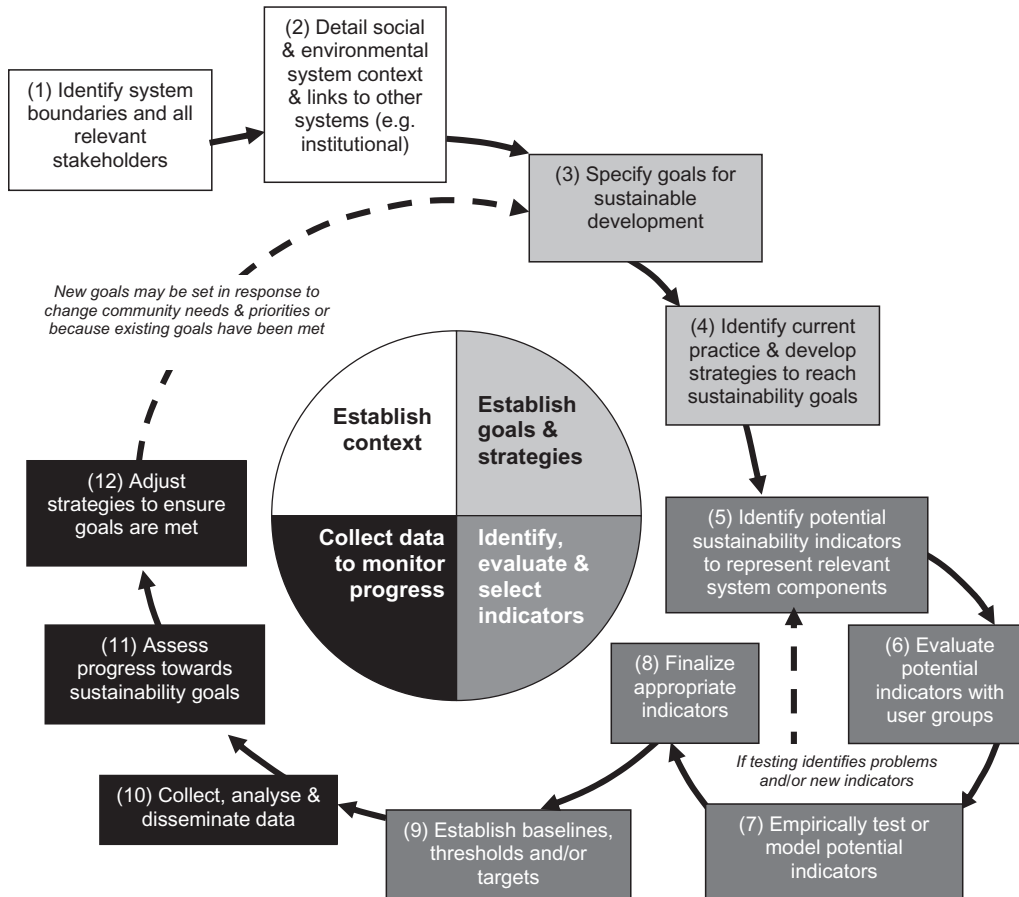 (1) Identify system
boundaries and all
relevant
stakeholders
(2) Detail social
& environmental
system context
& links to other
systems (e.g.
institutional)
(3) Specify goals for
sustainable
development
New goals may be set in response to
change community needs & priorities or
because existing goals have been met
(4) Identify current
practice & develop
strategies to reach
sustainability goals
Establish
context
Establish
goals &
strategies
Collect data
to monitor
progress
Identify,
evaluate &
select
indicators
(5) Identify potential
sustainability indicators
to represent relevant
system components
(6) Evaluate
potential
indicators with
user groups
If testing identifies problems
and/or new indicators
(7) Empirically test or
model potential
indicators
(8) Finalize
appropriate
indicators
(9) Establish baselines,
thresholds and/or
targets
(10) Collect, analyse &
disseminate data
(11) Assess
progress towards
sustainability goals
(12) Adjust
strategies to ensure
goals are met